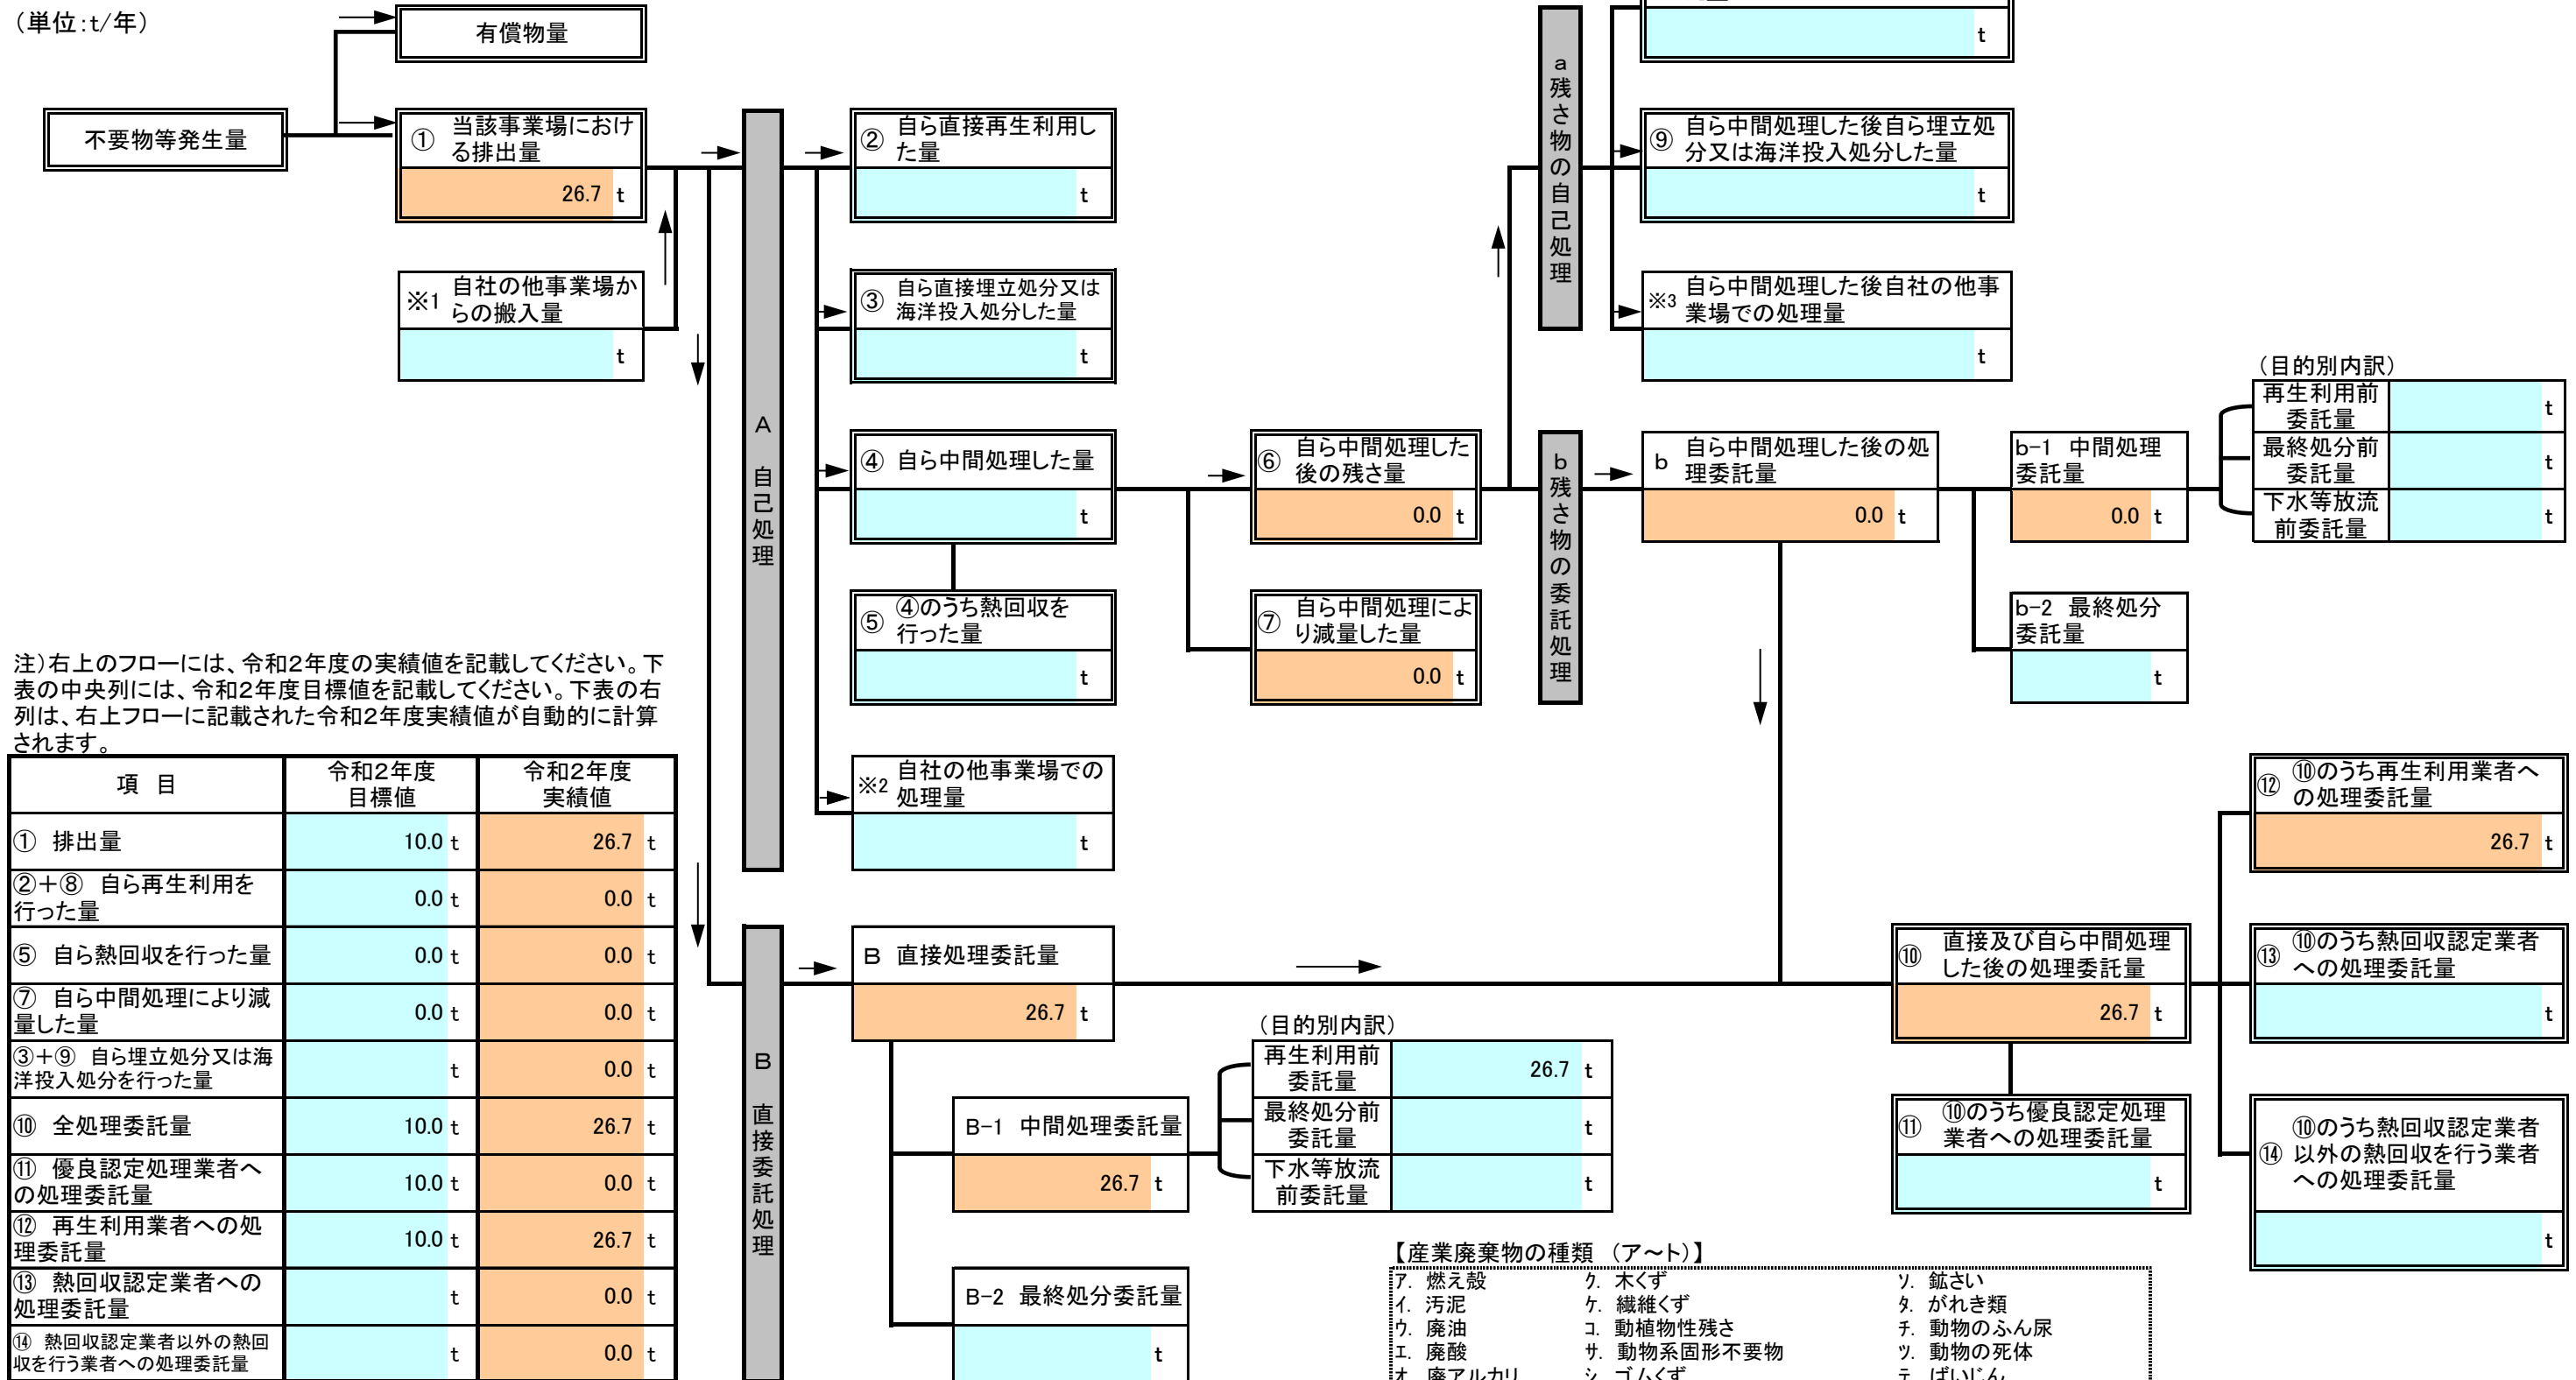 (単位:t/年)
有償物量
不要物等発生量
① 当該事業場におけ
る排出量
26.7 t
※1 自社の他事業場か
らの搬入量
t
A 自己処理
② 自ら直接再生利用し
た量
t
③ 自ら直接埋立処分又は
海洋投入処分した量
t
④ 自ら中間処理した量
t
⑤ ④のうち熱回収を
行った量
t
※2 自社の他事業場での
処理量
t
⑥ 自ら中間処理した
後の残さ量
0.0 t
⑦ 自ら中間処理によ
り減量した量
0.0 t
a 残さ物の自己処理
t
⑨ 自ら中間処理した後自ら埋立処
分又は海洋投入処分した量
t
※3 自ら中間処理した後自社の他事
業場での処理量
t
b 残さ物の委託処理
b 自ら中間処理した後の処
理委託量
0.0 t
b-1 中間処理
委託量
0.0 t
b-2 最終処分
委託量
t
(目的別内訳)
再生利用前
委託量 t
最終処分前
委託量 t
下水等放流
前委託量 t
注)右上のフローには、令和2年度の実績値を記載してください。下
表の中央列には、令和2年度目標値を記載してください。下表の右
列は、右上フローに記載された令和2年度実績値が自動的に計算
されます。
項 目 令和2年度 令和2年度
目標値 実績値
① 排出量 10.0 t 26.7 t
②+⑧ 自ら再生利用を
行った量 0.0 t 0.0 t
⑤ 自ら熱回収を行った量 0.0 t 0.0 t
⑦ 自ら中間処理により減
量した量 0.0 t 0.0 t
③+⑨ 自ら埋立処分又は海
洋投入処分を行った量 t 0.0 t
⑩ 全処理委託量 10.0 t 26.7 t
⑪ 優良認定処理業者へ
の処理委託量 10.0 t 0.0 t
⑫ 再生利用業者への処
理委託量 10.0 t 26.7 t
⑬ 熱回収認定業者への
処理委託量 t 0.0 t
⑭ 熱回収認定業者以外の熱回
収を行う業者への処理委託量 t 0.0 t
B 直接委託処理
B 直接処理委託量
26.7 t
B-1 中間処理委託量
26.7 t
B-2 最終処分委託量
t
(目的別内訳)
再生利用前
委託量 26.7 t
最終処分前
委託量 t
下水等放流
前委託量 t
⑩ 直接及び自ら中間処理
した後の処理委託量
26.7 t
⑪ ⑩のうち優良認定処理
業者への処理委託量
t
⑫ ⑩のうち再生利用業者へ
の処理委託量
26.7 t
⑬ ⑩のうち熱回収認定業者
への処理委託量
t
⑭ ⑩のうち熱回収認定業者
以外の熱回収を行う業者
への処理委託量
t
【産業廃棄物の種類 (ア~ト)】
ア. 燃え殻 ク. 木くず ソ. 鉱さい
イ. 汚泥 ケ. 繊維くず タ. がれき類
ウ. 廃油 コ. 動植物性残さ チ. 動物のふん尿
エ. 廃酸 サ. 動物系固形不要物 ツ. 動物の死体
オ. 廃アルカリ シ. ゴムくず テ. ばいじん